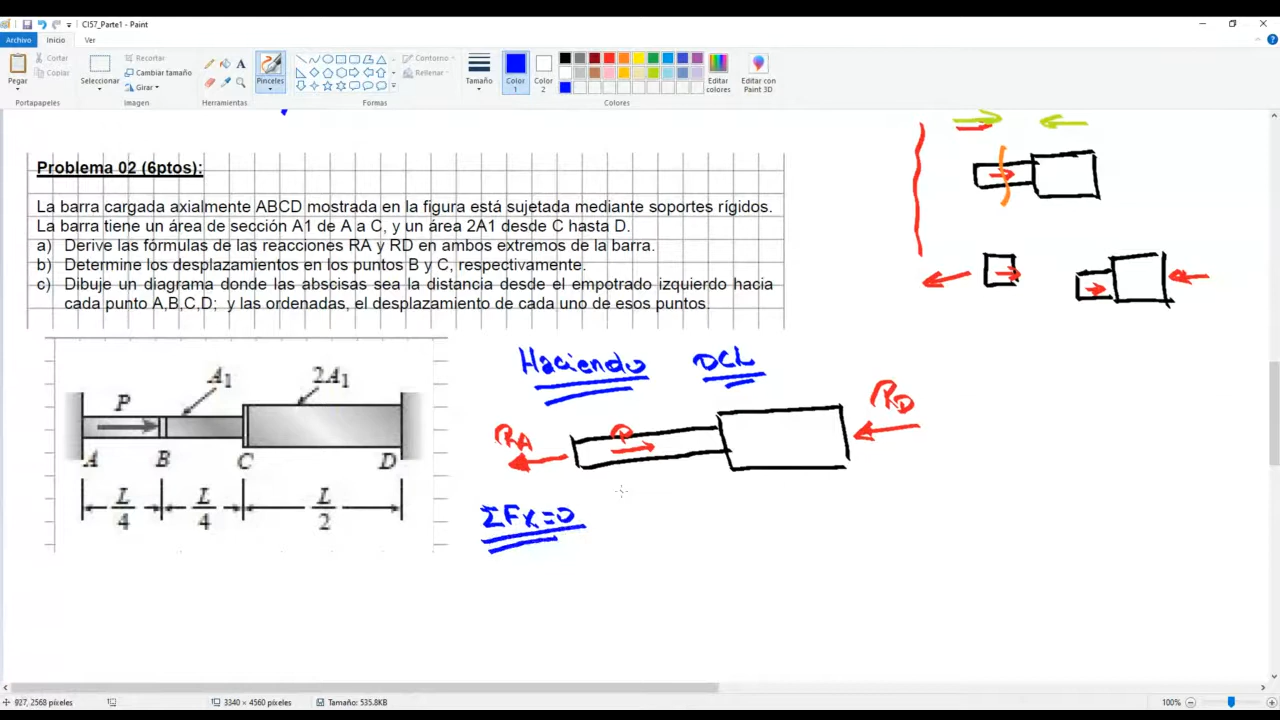 CI57_Parte1 - Paint
Archivo Inicio Ver
Pegar
Cortar
Copiar
Portapapeles
Seleccionar
Recortar
Cambiar tamaño
Girar
Imagen
A
Herramientas
Pinceles
Contorno
Rellenar
Formas
Tamaño
Color 1
Color 2
Editar colores
Editar con Paint 3D
Colores
Problema 02 (6ptos):
La barra cargada axialmente ABCD mostrada en la figura está sujetada mediante soportes rígidos.
La barra tiene un área de sección A1 de A a C, y un área 2A1 desde C hasta D.
a) Derive las fórmulas de las reacciones RA y RD en ambos extremos de la barra.
b) Determine los desplazamientos en los puntos B y C, respectivamente.
c) Dibuje un diagrama donde las abscisas sea la distancia desde el empotrado izquierdo hacia
cada punto A,B,C,D; y las ordenadas, el desplazamiento de cada uno de esos puntos.
Haciendo DCL
P A1 2A1
A B C D
L/4 L/4 L/2
RA P RD
ΣFx=0
927, 2568 píxeles
3340 × 4560 píxeles
Tamaño: 535.8KB
100%